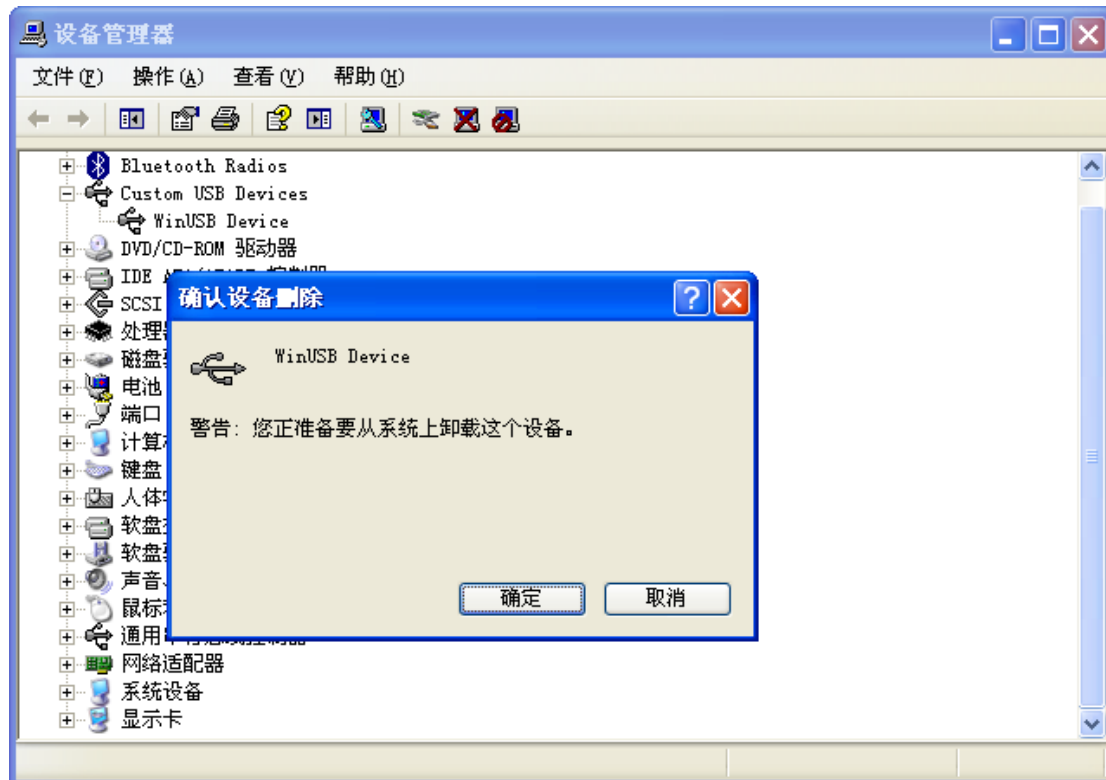 设备管理器
文件(F) 操作(A) 查看(V) 帮助(H)
Bluetooth Radios
Custom USB Devices
WinUSB Device
DVD/CD-ROM 驱动器
IDE
SCSI
确认设备删除
WinUSB Device
警告: 您正准备要从系统上卸载这个设备。
确定 取消
处理
磁盘
电池
端口
计算
键盘
人体
软盘
软盘
声音、
鼠标
通用
网络适配器
系统设备
显示卡